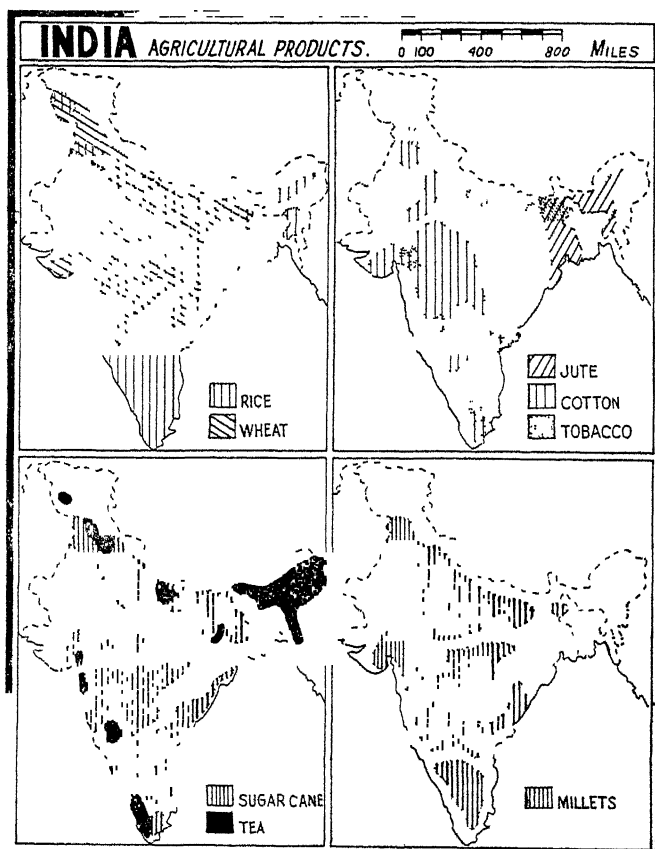 INDIA AGRICULTURAL PRODUCTS. 0 100 400 800 MILES
RICE
WHEAT
JUTE
COTTON
TOBACCO
SUGAR CANE
TEA
MILLETS